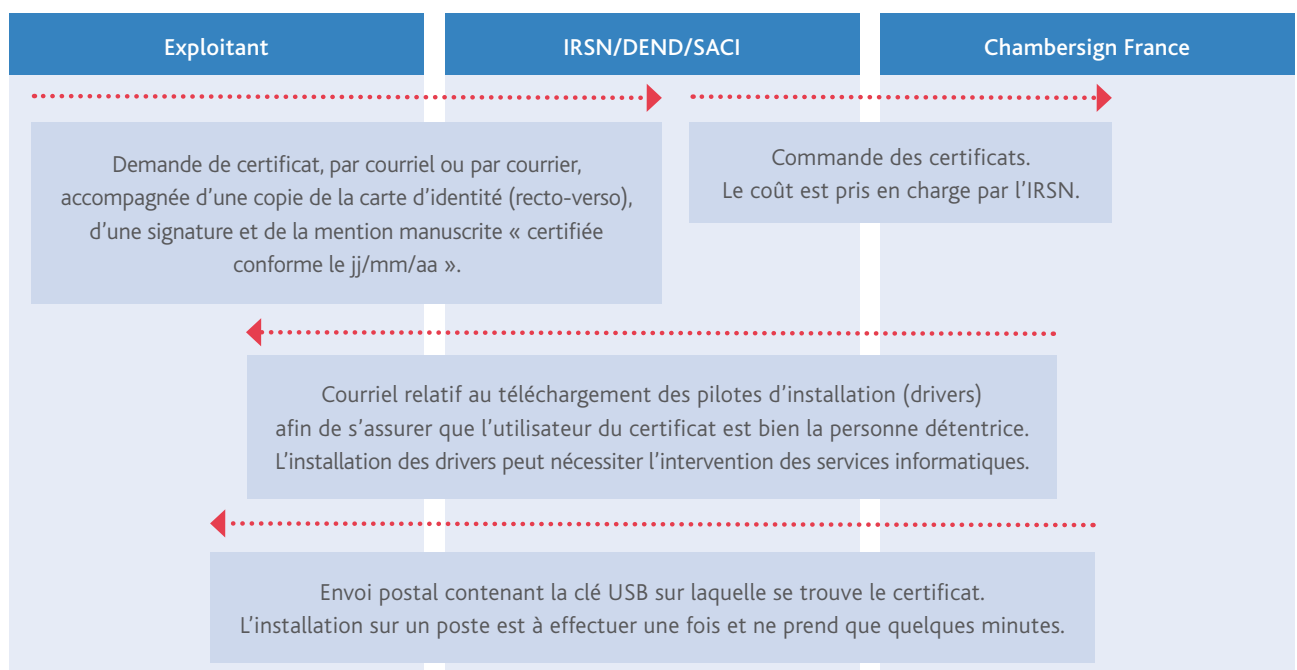 Exploitant
IRSN/DEND/SACI
Chambersign France
Demande de certificat, par courriel ou par courrier,
accompagnée d’une copie de la carte d’identité (recto-verso),
d’une signature et de la mention manuscrite « certifiée
conforme le jj/mm/aa ».
Commande des certificats.
Le coût est pris en charge par l’IRSN.
Courriel relatif au téléchargement des pilotes d’installation (drivers)
afin de s’assurer que l’utilisateur du certificat est bien la personne détentrice.
L’installation des drivers peut nécessiter l’intervention des services informatiques.
Envoi postal contenant la clé USB sur laquelle se trouve le certificat.
L’installation sur un poste est à effectuer une fois et ne prend que quelques minutes.